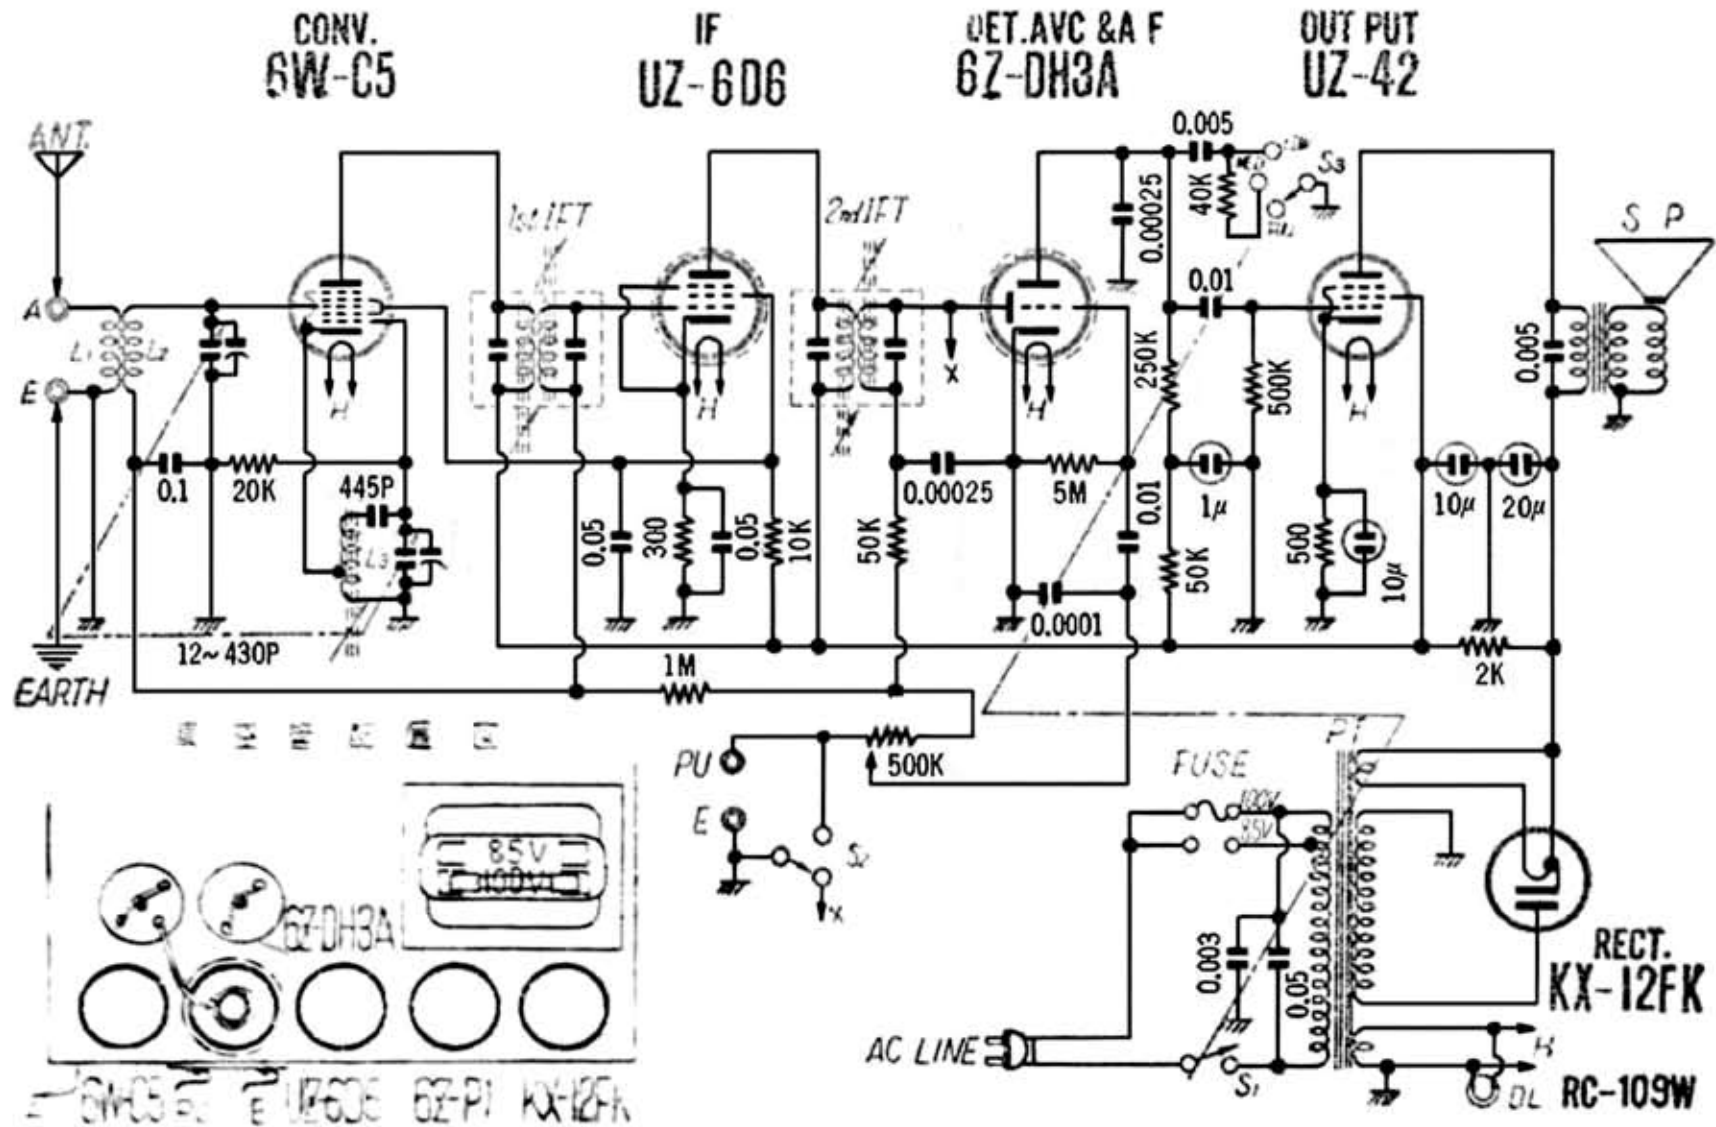 CONV.
6W-C5
IF
UZ-6D6
DET.AVC &A F
6Z-DH3A
OUT PUT
UZ-42
ANT.
0.005
LOW
MED
S3
40K
0.00025
1st IFT
2nd IFT
S P
A
L1
L2
0.01
E
H
H
X
H
250K
500K
H
0.005
0.1
20K
445P
L3
0.05
300
0.05
10K
50K
0.00025
5M
0.01
1μ
50K
500
10μ
10μ
20μ
12~430P
0.0001
EARTH
1M
2K
PU
500K
FUSE
PT
100V
85V
E
S2
X
85V
100V
6Z-DH3A
0.003
0.05
RECT.
KX-12FK
AC LINE
S1
H
DL
RC-109W
6W-C5
E
UZ-6D6
6Z-P1
KX-12FK